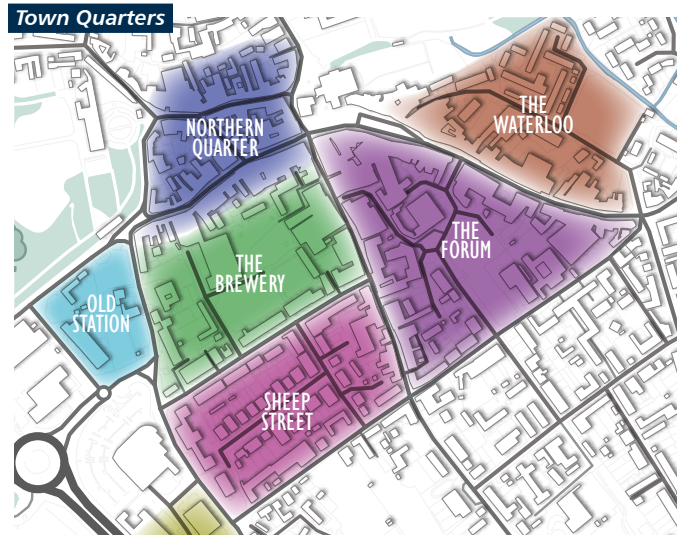 Town Quarters
THE
WATERLOO
NORTHERN
QUARTER
THE
FORUM
THE
BREWERY
OLD
STATION
SHEEP
STREET